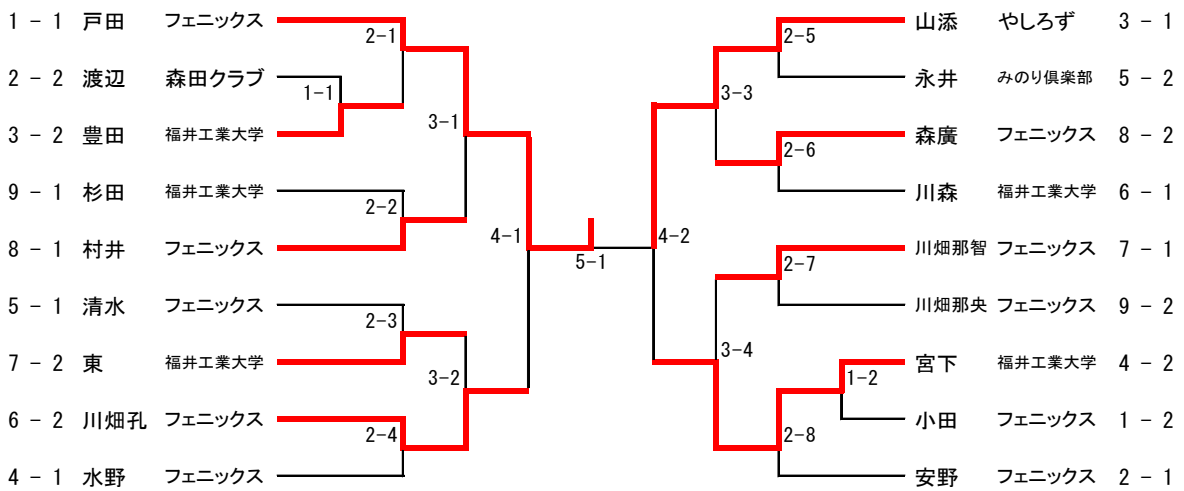 1 - 1 戸田 フェニックス
2 - 2 渡辺 森田クラブ
3 - 2 豊田 福井工業大学
9 - 1 杉田 福井工業大学
8 - 1 村井 フェニックス
5 - 1 清水 フェニックス
7 - 2 東 福井工業大学
6 - 2 川畑孔 フェニックス
4 - 1 水野 フェニックス
2-1
1-1
3-1
2-2
4-1
2-3
3-2
2-4
5-1
4-2
2-5
3-3
2-6
2-7
3-4
1-2
2-8
山添 やしろず 3 - 1
永井 みのり倶楽部 5 - 2
森廣 フェニックス 8 - 2
川森 福井工業大学 6 - 1
川畑那智 フェニックス 7 - 1
川畑那央 フェニックス 9 - 2
宮下 福井工業大学 4 - 2
小田 フェニックス 1 - 2
安野 フェニックス 2 - 1